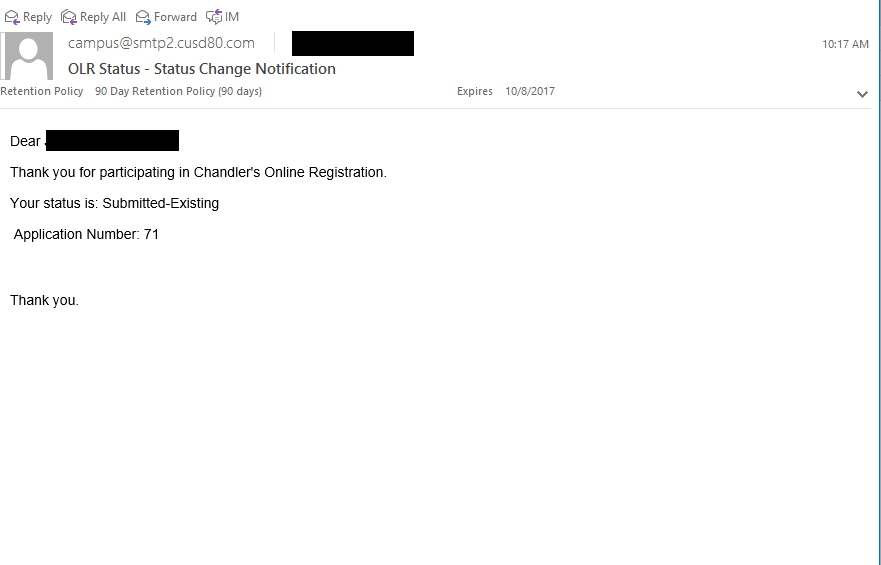 Reply Reply All Forward IM
campus@smtp2.cusd80.com
10:17 AM
OLR Status - Status Change Notification
Retention Policy 90 Day Retention Policy (90 days) Expires 10/8/2017
Dear
Thank you for participating in Chandler's Online Registration.
Your status is: Submitted-Existing
Application Number: 71
Thank you.